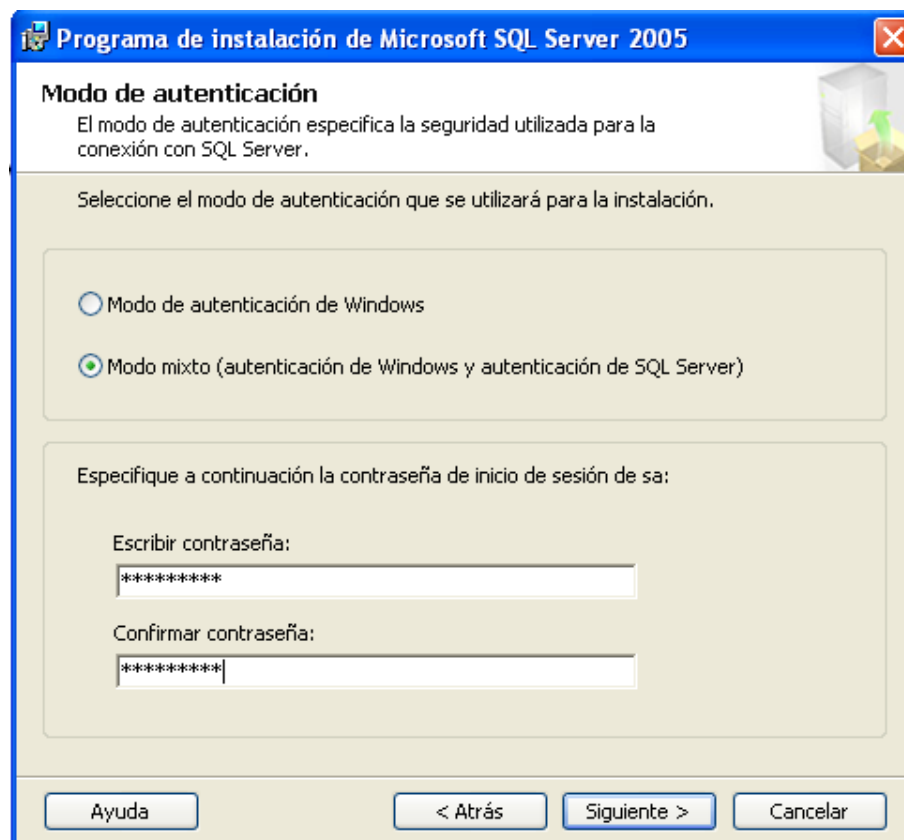 Programa de instalación de Microsoft SQL Server 2005
Modo de autenticación
El modo de autenticación especifica la seguridad utilizada para la
conexión con SQL Server.
Seleccione el modo de autenticación que se utilizará para la instalación.
Modo de autenticación de Windows
Modo mixto (autenticación de Windows y autenticación de SQL Server)
Especifique a continuación la contraseña de inicio de sesión de sa:
Escribir contraseña:
*********
Confirmar contraseña:
*********
Ayuda
< Atrás
Siguiente >
Cancelar